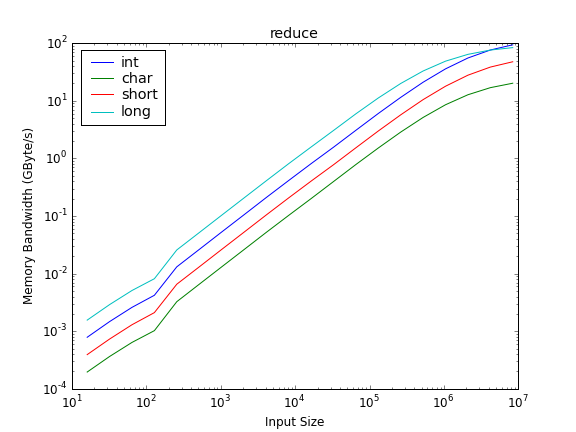 reduce
int
char
short
long
Memory Bandwidth (GByte/s)
10^2
10^1
10^0
10^-1
10^-2
10^-3
10^-4
10^1 10^2 10^3 10^4 10^5 10^6 10^7
Input Size